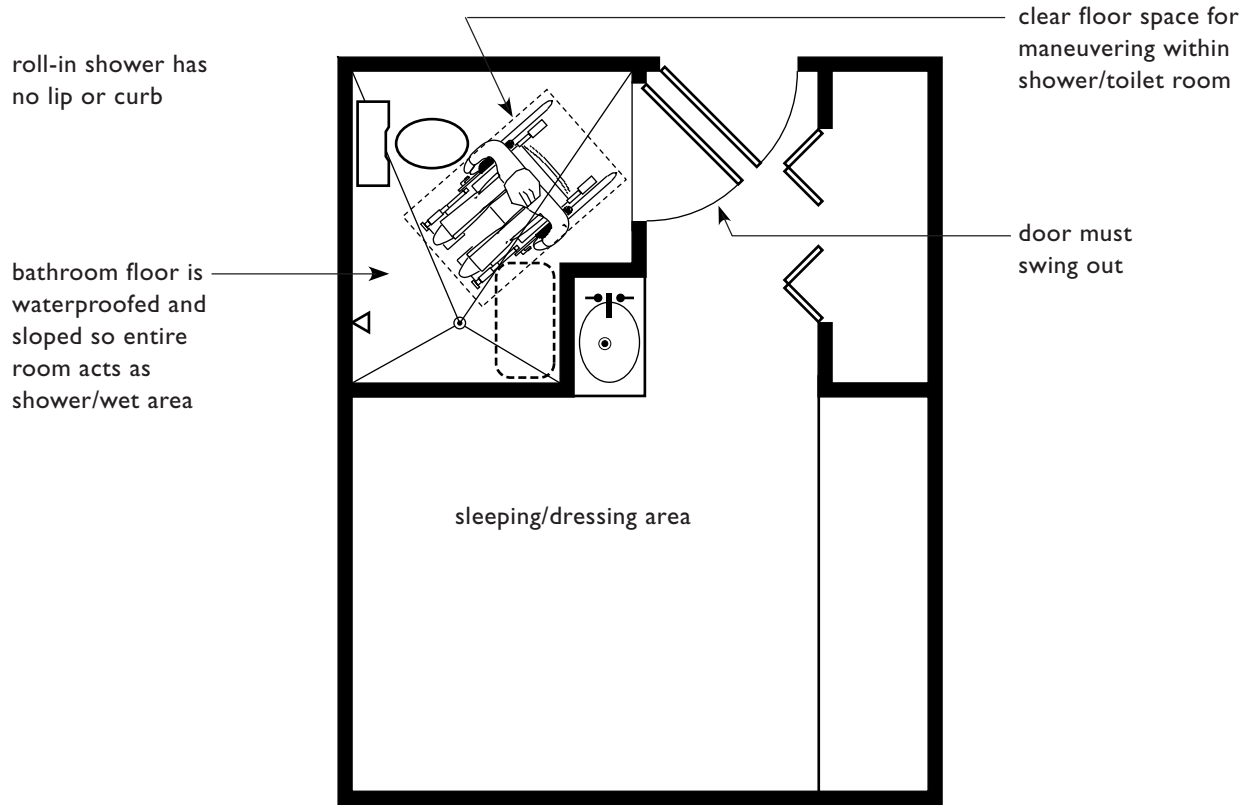 roll-in shower has
no lip or curb
clear floor space for
maneuvering within
shower/toilet room
bathroom floor is
waterproofed and
sloped so entire
room acts as
shower/wet area
door must
swing out
sleeping/dressing area